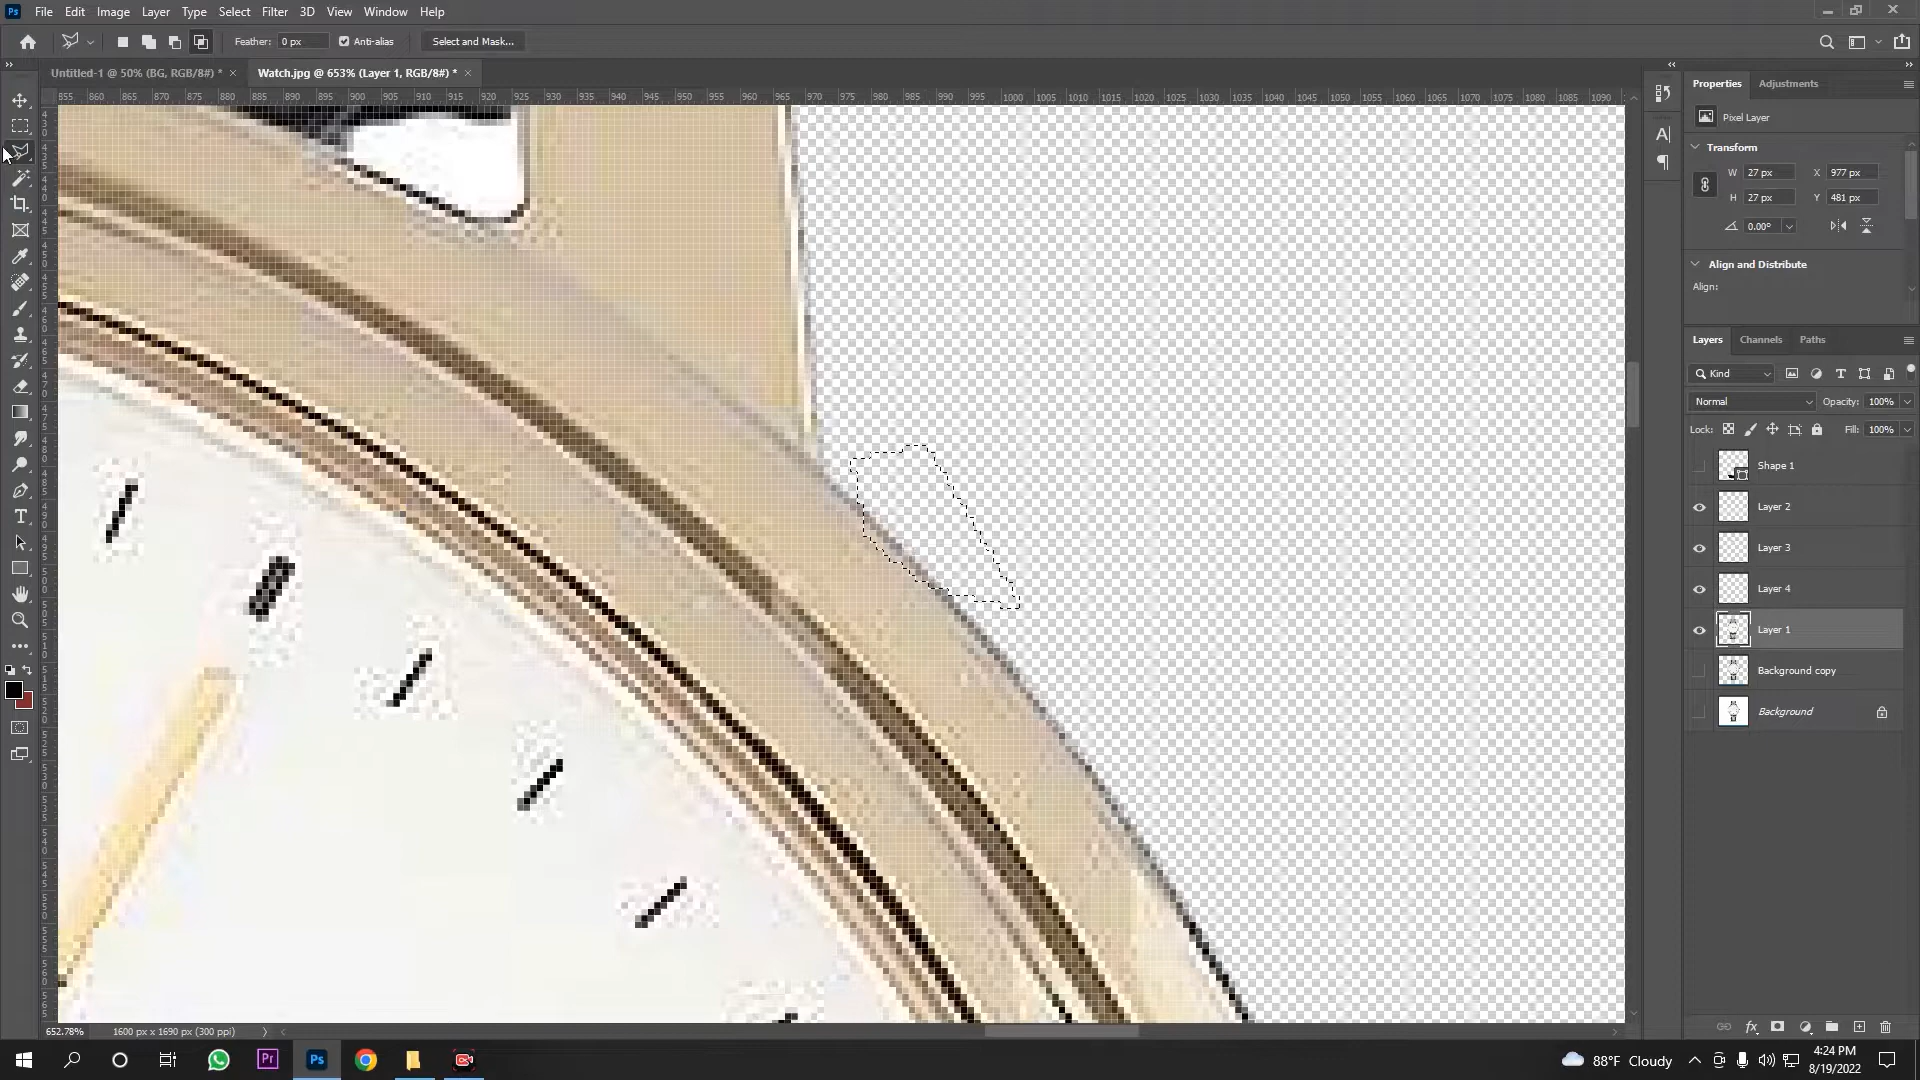 Ps File Edit Image Layer Type Select Filter 3D View Window Help
Feather: 0 px Anti-alias Select and Mask...
Untitled-1 @ 50% (BG, RGB/8#) * × Watch.jpg @ 653% (Layer 1, RGB/8#) * ×
855 860 865 870 875 880 885 890 895 900 905 910 915 920 925 930 935 940 945 950 955 960 965 970 975 980 985 990 995 1000 1005 1010 1015 1020 1025 1030 1035 1040 1045 1050 1055 1060 1065 1070 1075 1080 1085 1090
Properties Adjustments
Pixel Layer
Transform
W 27 px X 977 px
H 27 px Y 481 px
0.00°
Align and Distribute
Align:
Layers Channels Paths
Kind
Normal Opacity: 100%
Lock: Fill: 100%
Shape 1
Layer 2
Layer 3
Layer 4
Layer 1
Background copy
Background
652.78% 1600 px x 1690 px (300 ppi)
Pr Ps 88°F Cloudy 4:24 PM
8/19/2022